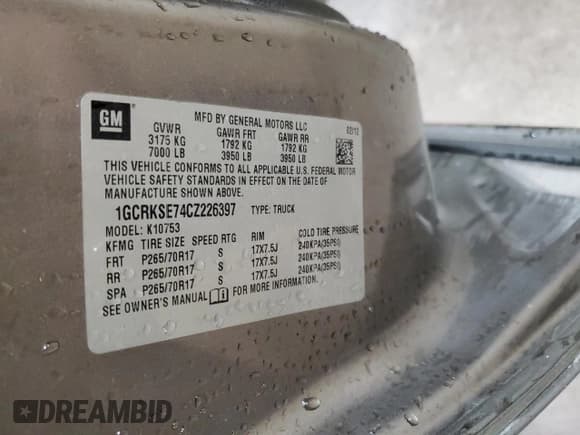 GM
MFD BY GENERAL MOTORS LLC
02/12
GVWR GAWR FRT GAWR RR
3175 KG 1792 KG 1792 KG
7000 LB 3950 LB 3950 LB
THIS VEHICLE CONFORMS TO ALL APPLICABLE U.S. FEDERAL MOTOR
VEHICLE SAFETY STANDARDS IN EFFECT ON THE DATE OF
MANUFACTURE SHOWN ABOVE.
1GCRKSE74CZ226397 TYPE: TRUCK
MODEL: K10753
KFMG TIRE SIZE SPEED RTG RIM COLD TIRE PRESSURE
FRT P265/70R17 S 17X7.5J 240KPA(35PSI)
RR P265/70R17 S 17X7.5J 240KPA(35PSI)
SPA P265/70R17 S 17X7.5J 240KPA(35PSI)
SEE OWNER'S MANUAL FOR MORE INFORMATION.
DREAMBID